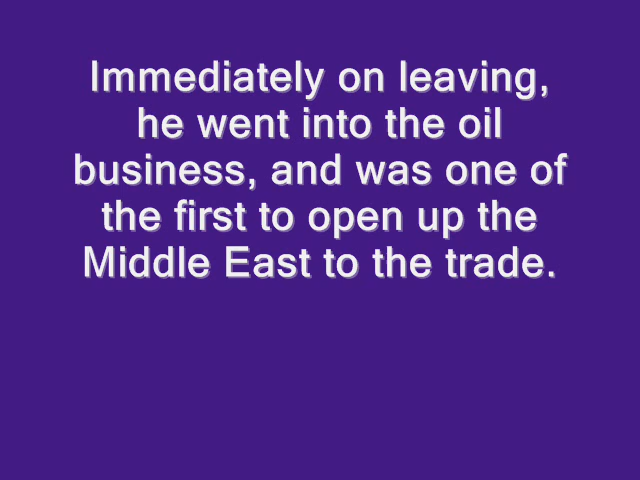 Immediately on leaving,
he went into the oil
business, and was one of
the first to open up the
Middle East to the trade.